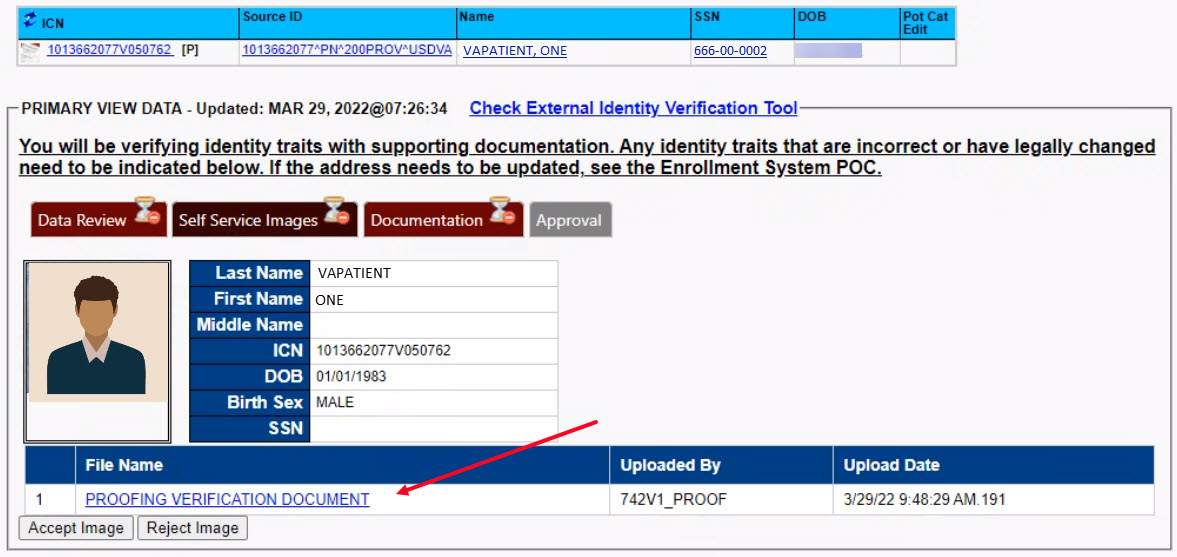 ICN Source ID Name SSN DOB Pot Cat Edit
1013662077V050762 [P] 1013662077^PN^200PROV^USDVA VAPATIENT, ONE 666-00-0002
PRIMARY VIEW DATA - Updated: MAR 29, 2022@07:26:34 Check External Identity Verification Tool
You will be verifying identity traits with supporting documentation. Any identity traits that are incorrect or have legally changed
need to be indicated below. If the address needs to be updated, see the Enrollment System POC.
Data Review Self Service Images Documentation Approval
Last Name VAPATIENT
First Name ONE
Middle Name
ICN 1013662077V050762
DOB 01/01/1983
Birth Sex MALE
SSN
File Name Uploaded By Upload Date
1 PROOFING VERIFICATION DOCUMENT 742V1_PROOF 3/29/22 9:48:29 AM.191
Accept Image Reject Image